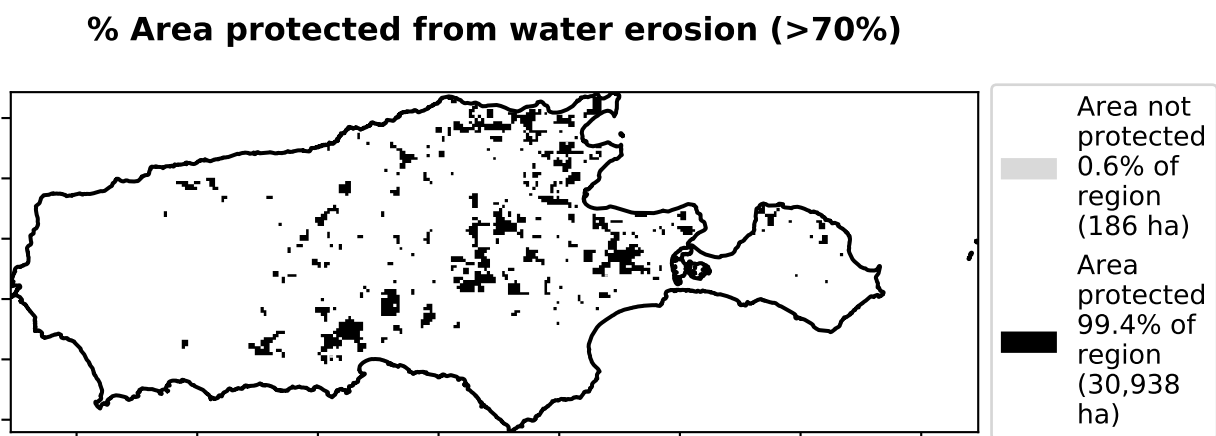 % Area protected from water erosion (>70%)
Area not
protected
0.6% of
region
(186 ha)
Area
protected
99.4% of
region
(30,938
ha)